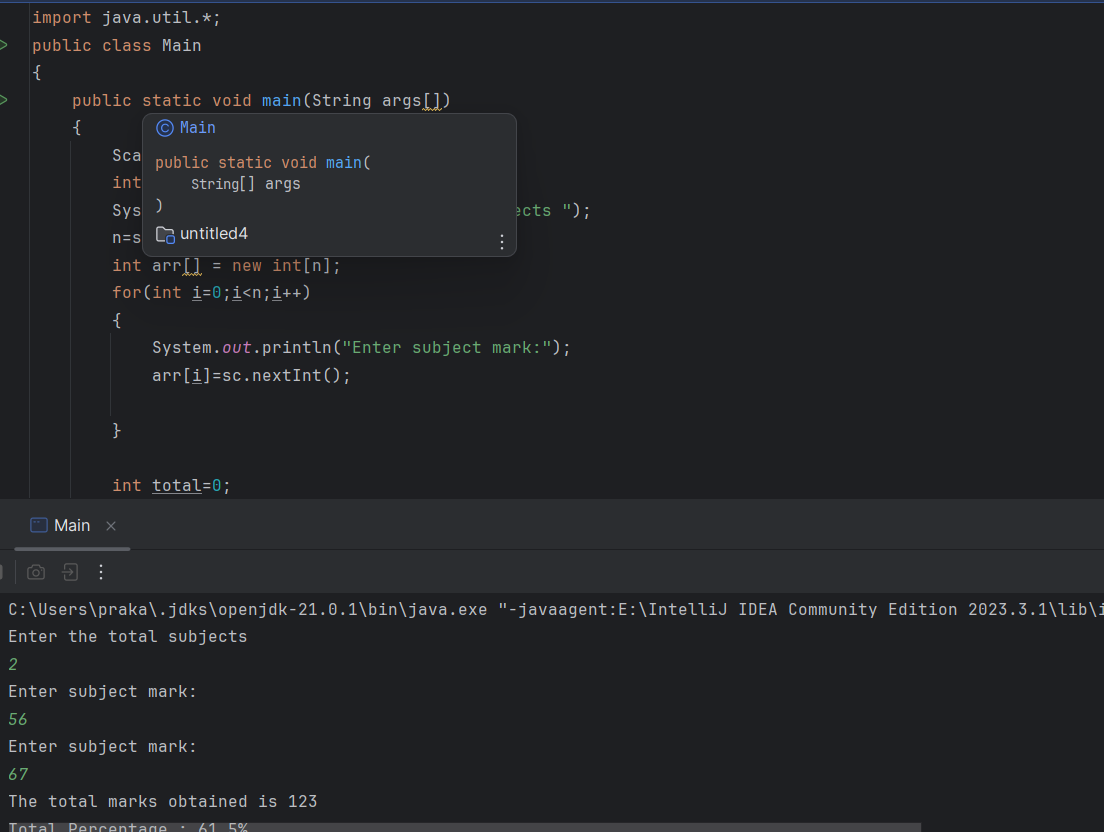 import java.util.*;
public class Main
{
public static void main(String args[])
{
© Main
Sca
public static void main(
int
String[] args
Sys
)
ects ");
n=s
untitled4
int arr[] = new int[n];
for(int i=0;i<n;i++)
{
System.out.println("Enter subject mark:");
arr[i]=sc.nextInt();
}
int total=0;
Main
C:\Users\praka\.jdks\openjdk-21.0.1\bin\java.exe "-javaagent:E:\IntelliJ IDEA Community Edition 2023.3.1\lib\i
Enter the total subjects
2
Enter subject mark:
56
Enter subject mark:
67
The total marks obtained is 123
Total Percentage : 61.5%